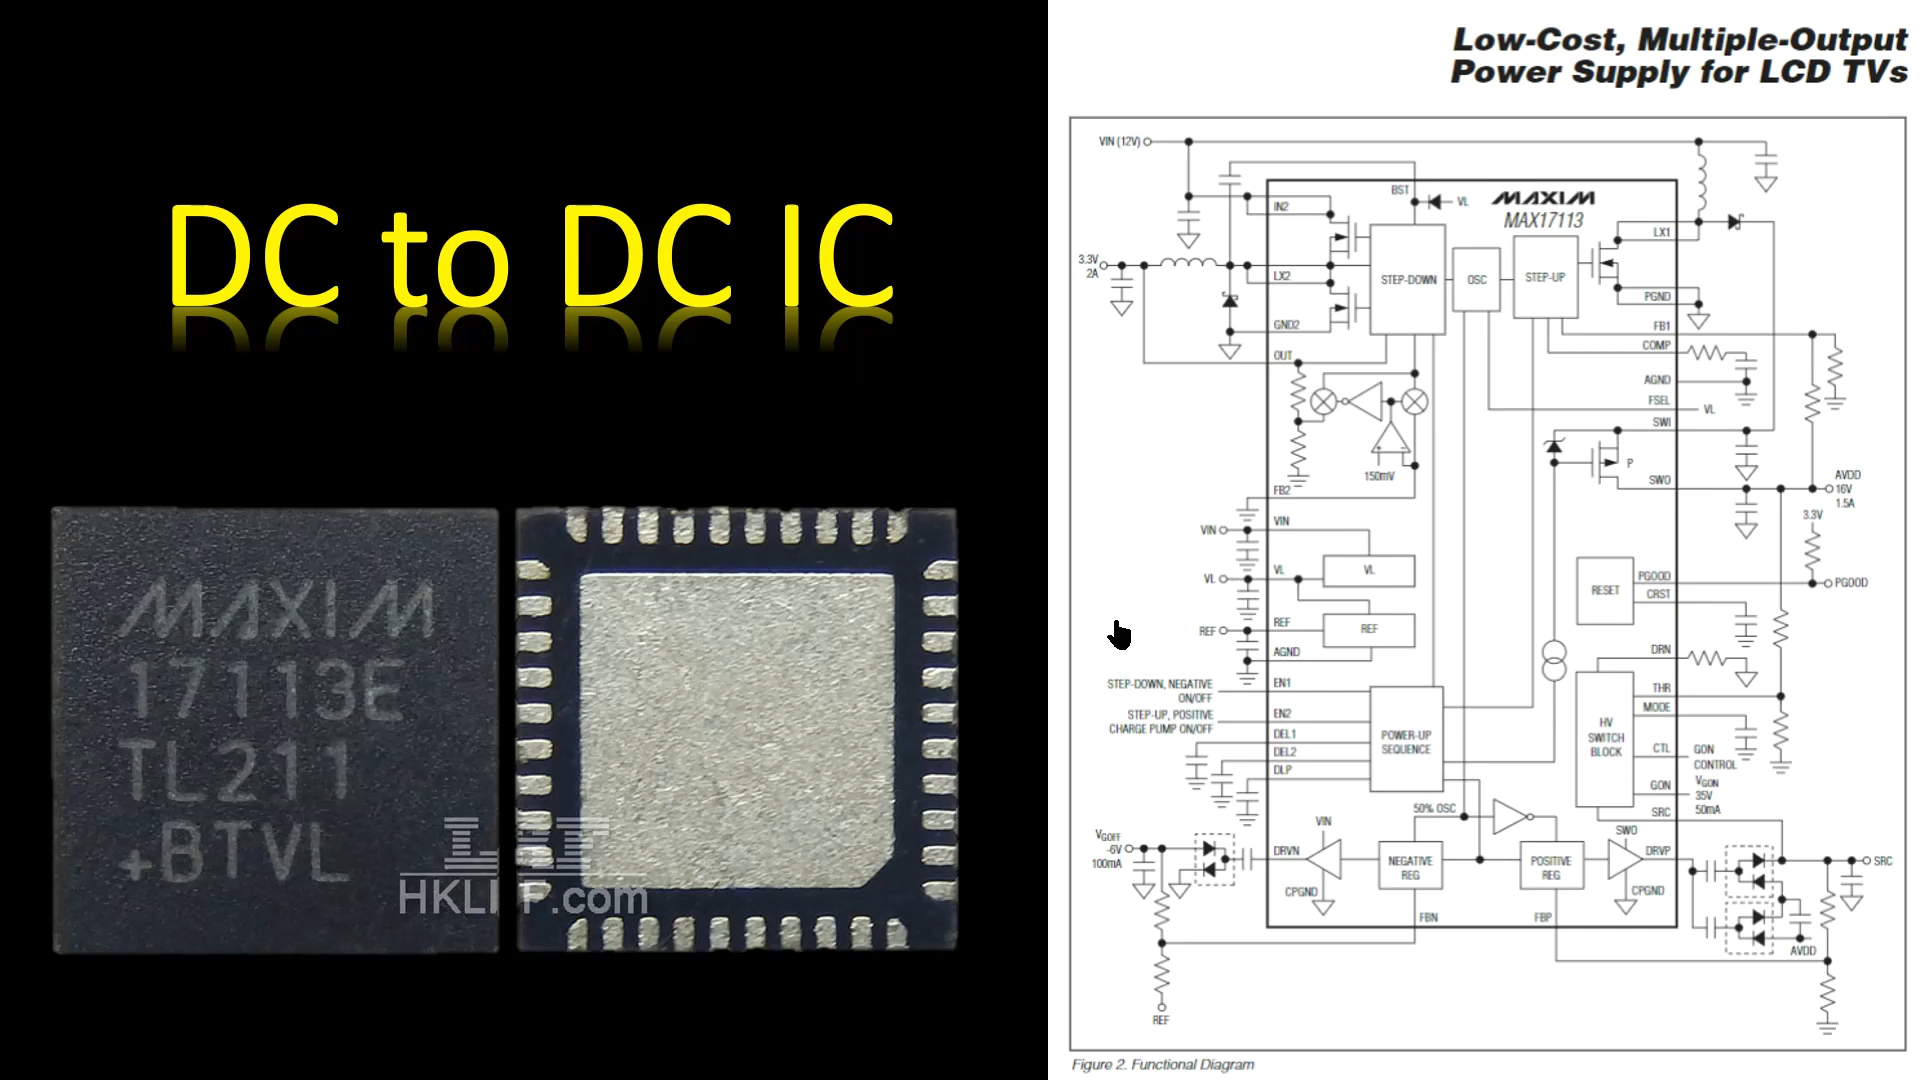 DC to DC IC
MAXIM
17113E
TL211
+BTVL
HKLIT.com
Low-Cost, Multiple-Output
Power Supply for LCD TVs
VIN (12V)
BST
VL
MAXIM
MAX17113
IN2
LX1
3.3V
2A
LX2
STEP-DOWN
OSC
STEP-UP
PGND
GND2
FB1
COMP
OUT
AGND
FSEL
VL
SWI
P
150mV
SWO
AVDD
16V
1.5A
FB2
3.3V
VIN
VIN
VL
VL
VL
RESET
PGOOD
PGOOD
CRST
REF
REF
REF
AGND
DRN
STEP-DOWN, NEGATIVE
ON/OFF
EN1
THR
MODE
STEP-UP, POSITIVE
CHARGE PUMP ON/OFF
EN2
DEL1
DEL2
DLP
POWER-UP
SEQUENCE
HV
SWITCH
BLOCK
CTL
GON
CONTROL
GON
VGON
35V
50mA
SRC
50% OSC
VIN
SWO
VGOFF
-6V
100mA
DRVN
NEGATIVE
REG
POSITIVE
REG
DRVP
SRC
CPGND
CPGND
FBN
FBP
AVDD
REF
Figure 2. Functional Diagram